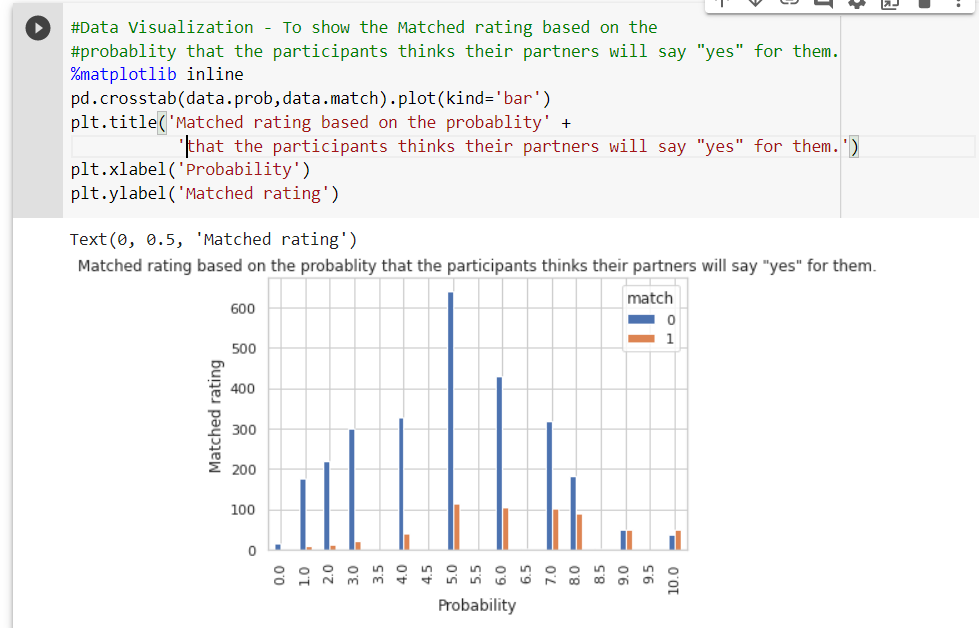 #Data Visualization - To show the Matched rating based on the
#probablity that the participants thinks their partners will say "yes" for them.
%matplotlib inline
pd.crosstab(data.prob,data.match).plot(kind='bar')
plt.title('Matched rating based on the probablity' +
'that the participants thinks their partners will say "yes" for them.')
plt.xlabel('Probability')
plt.ylabel('Matched rating')
Text(0, 0.5, 'Matched rating')
Matched rating based on the probablity that the participants thinks their partners will say "yes" for them.
match
0
1
Matched rating
600
500
400
300
200
100
0
0.0 1.0 2.0 3.0 3.5 4.0 4.5 5.0 5.5 6.0 6.5 7.0 8.0 8.5 9.0 9.5 10.0
Probability